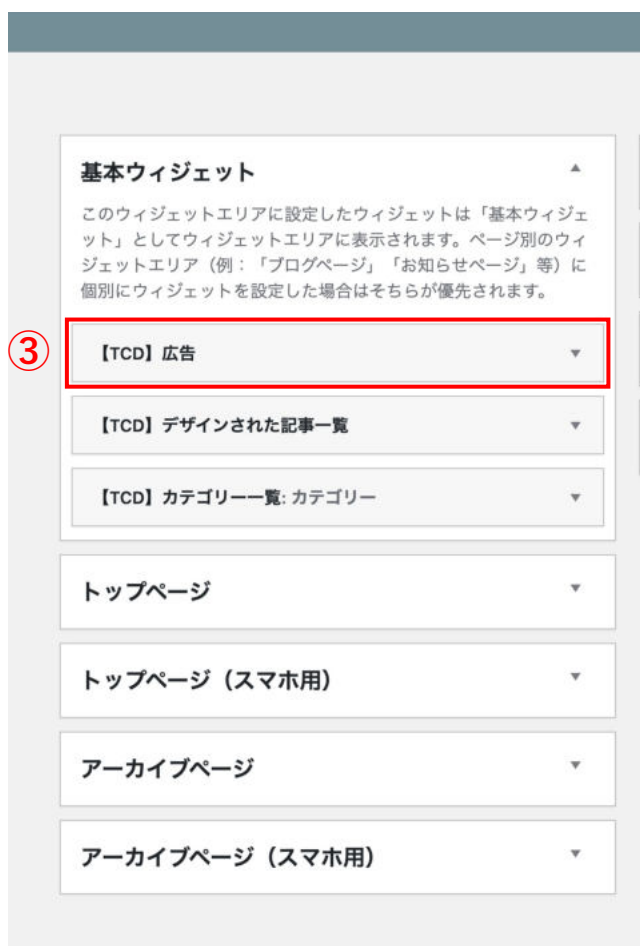 基本ウィジェット
このウィジェットエリアに設定したウィジェットは「基本ウィジェ
ット」としてウィジェットエリアに表示されます。ページ別のウィ
ジェットエリア（例：「ブログページ」「お知らせページ」等）に
個別にウィジェットを設定した場合はそちらが優先されます。
③
【TCD】広告
【TCD】デザインされた記事一覧
【TCD】カテゴリー一覧: カテゴリー
トップページ
トップページ（スマホ用）
アーカイブページ
アーカイブページ（スマホ用）